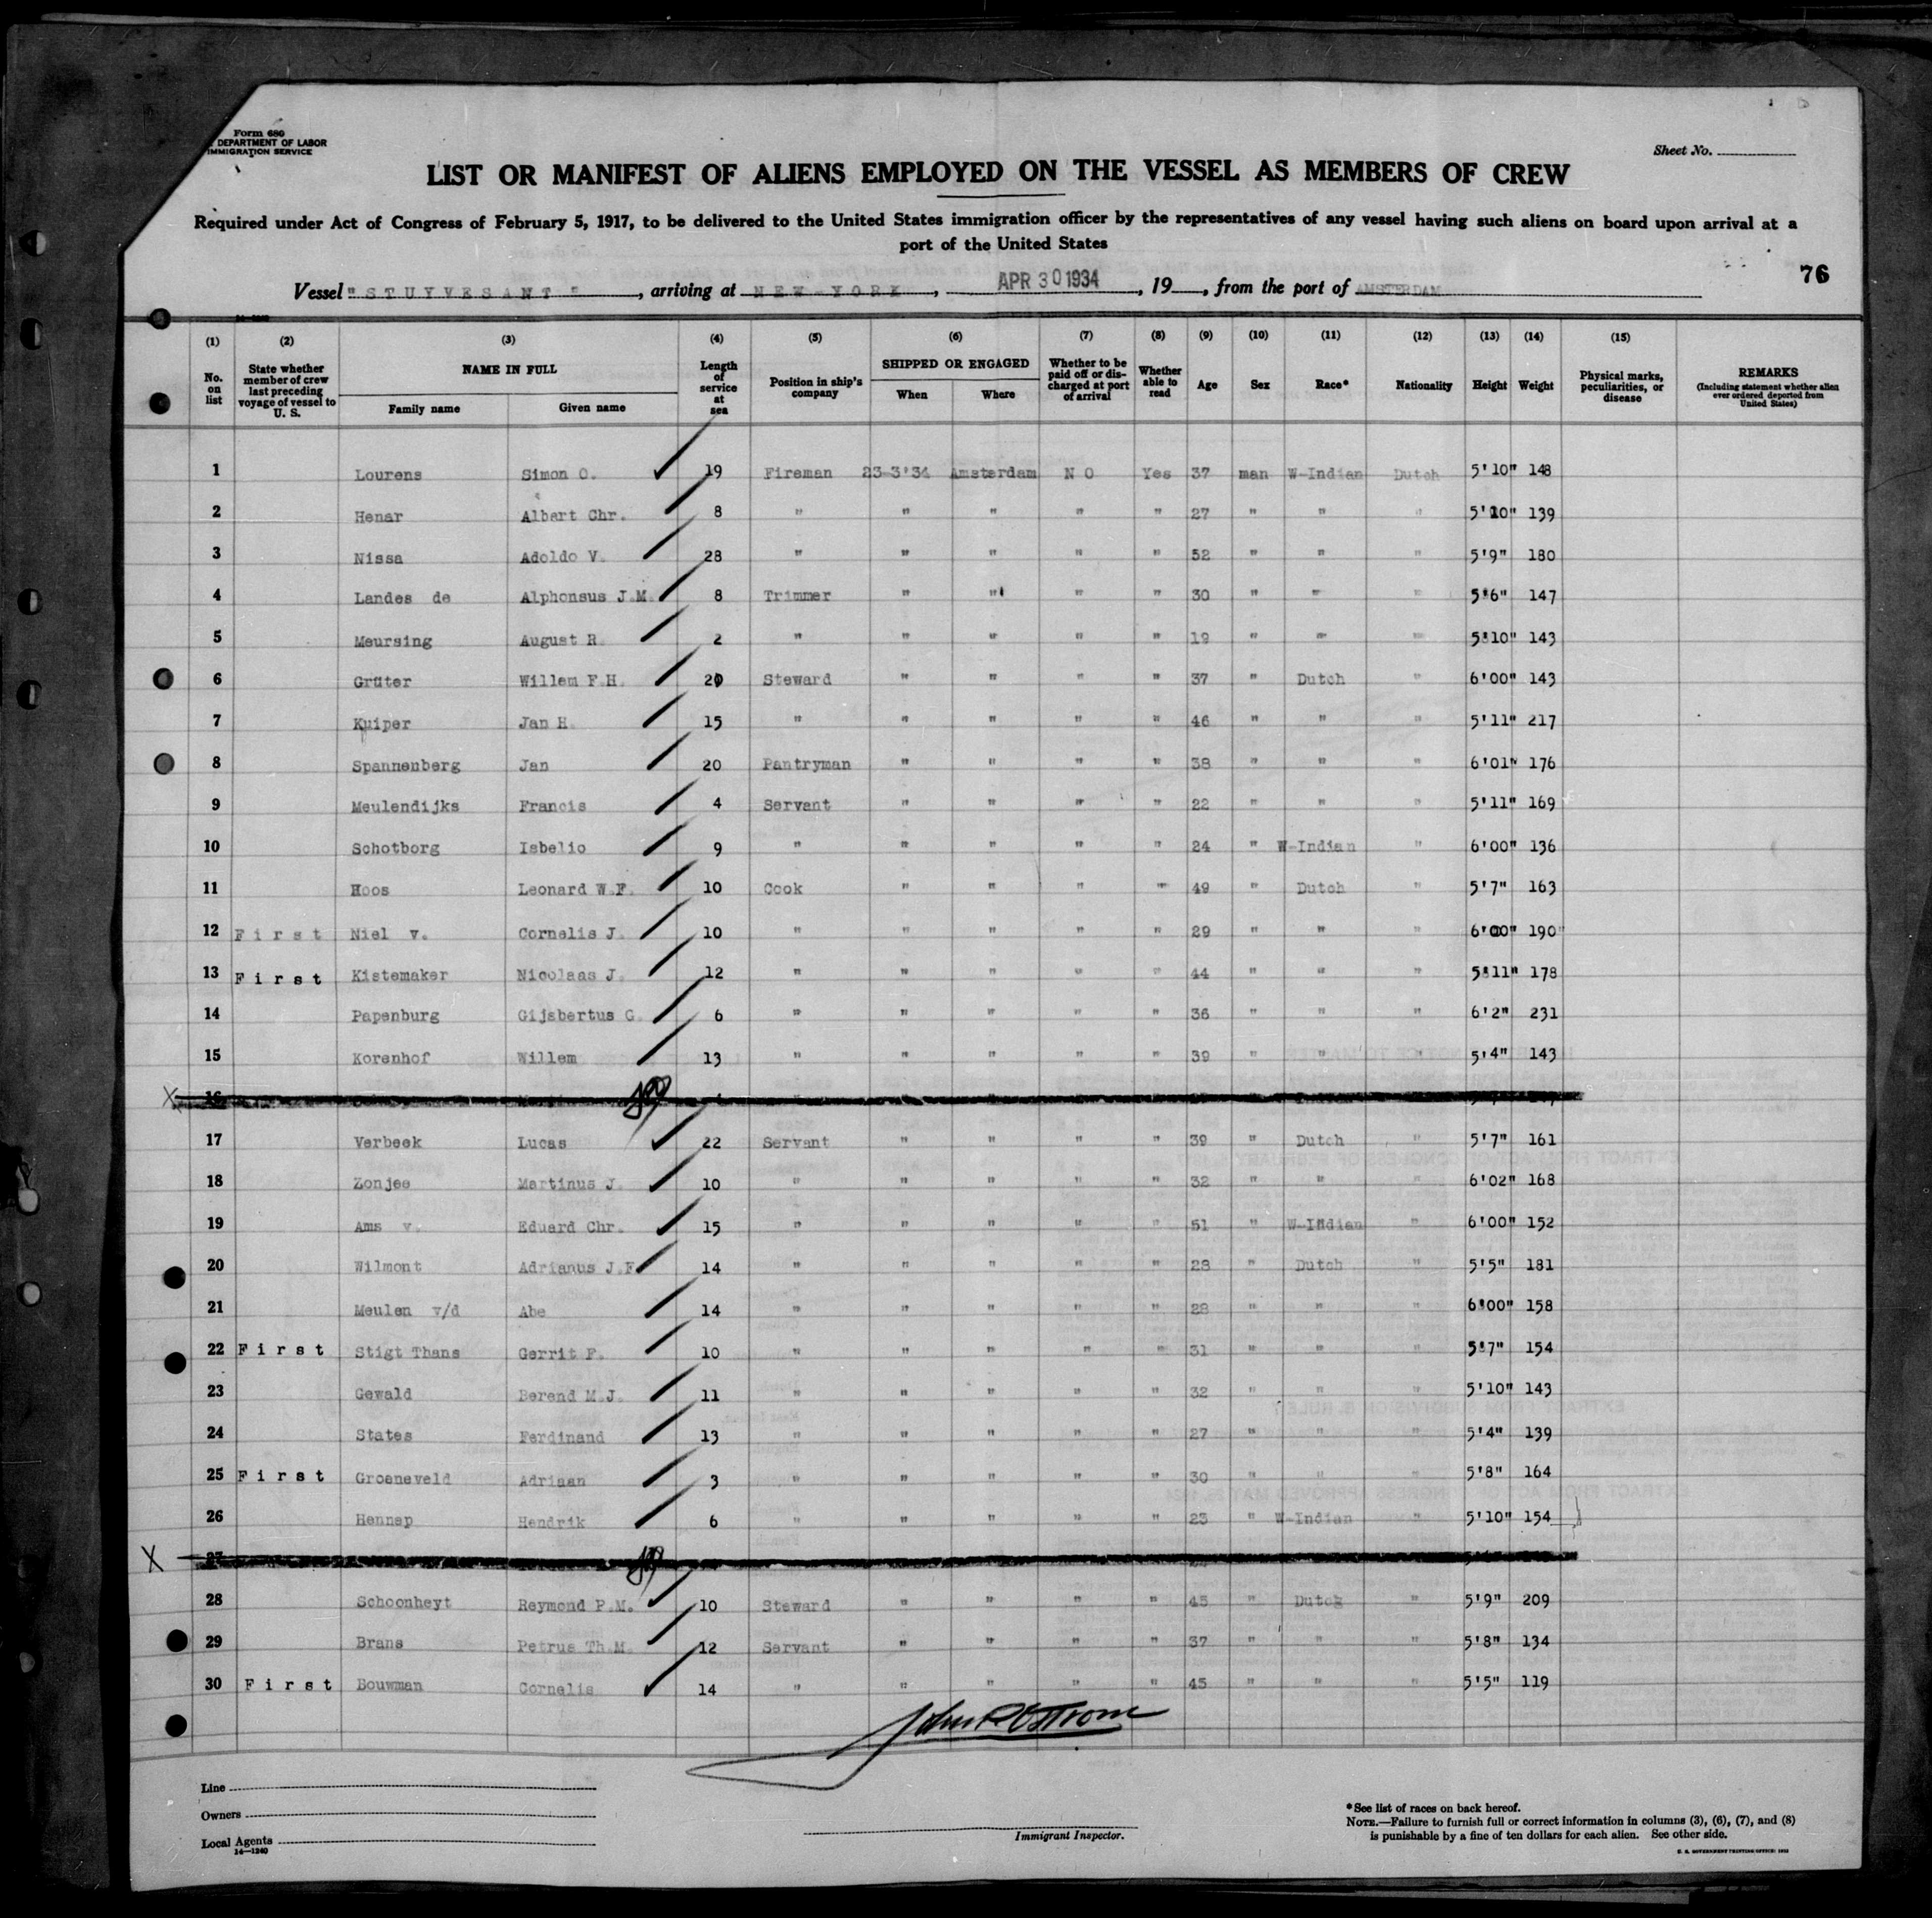 Form 680
DEPARTMENT OF LABOR
IMMIGRATION SERVICE
Sheet No.
LIST OR MANIFEST OF ALIENS EMPLOYED ON THE VESSEL AS MEMBERS OF CREW
Required under Act of Congress of February 5, 1917, to be delivered to the United States immigration officer by the representatives of any vessel having such aliens on board upon arrival at a
port of the United States
76
Vessel "STUYVESANT", arriving at NEW-YORK, APR 30 1934, 19__, from the port of AMSTERDAM
(1) (2) (3) (4) (5) (6) (7) (8) (9) (10) (11) (12) (13) (14) (15)
No. on list | State whether member of crew last preceding voyage of vessel to U. S. | NAME IN FULL | Family name | Given name | Length of service at sea | Position in ship's company | SHIPPED OR ENGAGED | When | Where | Whether to be paid off or discharged at port of arrival | Whether able to read | Age | Sex | Race* | Nationality | Height | Weight | Physical marks, peculiarities, or disease | REMARKS (Including statement whether alien ever ordered deported from United States)
1 Lourens Simon O. 19 Fireman 23-3'34 Amsterdam NO Yes 37 man W-Indian Dutch 5'10" 148
2 Henar Albert Chr. 8 " " " " " 27 " " " 5'10" 139
3 Nissa Adoldo V. 28 " " " " " 52 " " " 5'9" 180
4 Landes de Alphonsus J.M. 8 Trimmer " " " " 30 " " " 5'6" 147
5 Meursing August R. 2 " " " " " 19 " " " 5'10" 143
6 Grüter Willem F.H. 20 Steward " " " " 37 " Dutch " 6'00" 143
7 Kuiper Jan H. 15 " " " " " 46 " " " 5'11" 217
8 Spannenberg Jan 20 Pantryman " " " " 38 " " " 6'01" 176
9 Meulendijks Francis 4 Servant " " " " 22 " " " 5'11" 169
10 Schotborg Isbelio 9 " " " " " 24 " W-Indian " 6'00" 136
11 Hoos Leonard W.F. 10 Cook " " " " 49 " Dutch " 5'7" 163
12 First Niel v. Cornelis J. 10 " " " " " 29 " " " 6'00" 190
13 First Kistemaker Nicolaas J. 12 " " " " " 44 " " " 5'11" 178
14 Papenburg Gijsbertus G. 6 " " " " " 36 " " " 6'2" 231
15 Korenhof Willem 13 " " " " " 39 " " " 5'4" 143
X 16
17 Verbeek Lucas 22 Servant " " " " 39 " Dutch " 5'7" 161
18 Zonjee Martinus J. 10 " " " " " 32 " " " 6'02" 168
19 Ams v. Eduard Chr. 15 " " " " " 51 " W-Indian " 6'00" 152
20 Wilmont Adrianus J.F. 14 " " " " " 28 " Dutch " 5'5" 181
21 Meulen v/d Abe 14 " " " " " 28 " " " 6'00" 158
22 First Stigt Thans Gerrit F. 10 " " " " " 31 " " " 5'7" 154
23 Gewald Berend M.J. 11 " " " " " 32 " " " 5'10" 143
24 States Ferdinand 13 " " " " " 27 " " " 5'4" 139
25 First Groeneveld Adriaan 3 " " " " " 30 " " " 5'8" 164
26 Hennep Hendrik 6 " " " " " 23 " W-Indian " 5'10" 154
X 27
28 Schoonheyt Reymond P.M. 10 Steward " " " " 45 " Dutch " 5'9" 209
29 Brans Petrus Th.M. 12 Servant " " " " 37 " " " 5'8" 134
30 First Bouwman Cornelis 14 " " " " " 45 " " " 5'5" 119
John R Ostrom
Line
Owners
Local Agents
14—1240
Immigrant Inspector.
*See list of races on back hereof.
NOTE.—Failure to furnish full or correct information in columns (3), (6), (7), and (8)
is punishable by a fine of ten dollars for each alien. See other side.
U. S. GOVERNMENT PRINTING OFFICE: 1933